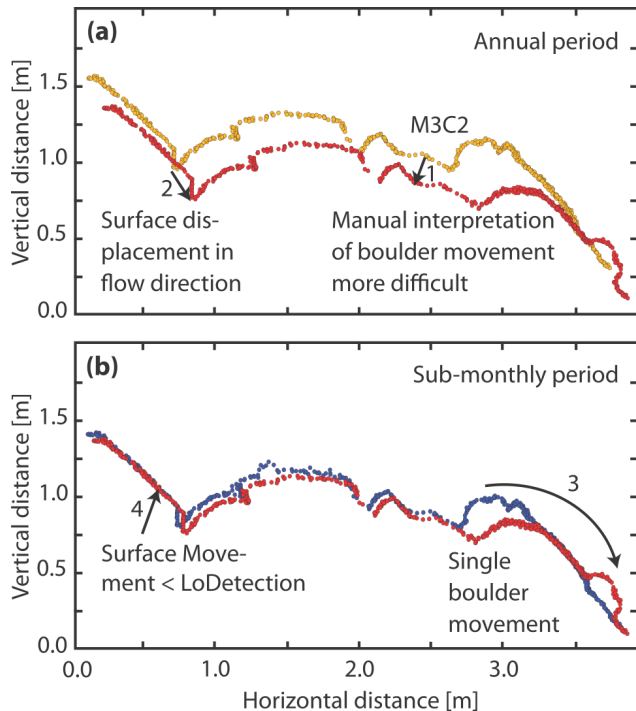 (a)
Annual period
Vertical distance [m]
1.5
1.0
0.5
0.0
M3C2
1
2
Surface dis-
placement in
flow direction
Manual interpretation
of boulder movement
more difficult
(b)
Sub-monthly period
Vertical distance [m]
1.5
1.0
0.5
0.0
3
4
Surface Move-
ment < LoDetection
Single
boulder
movement
0.0 1.0 2.0 3.0
Horizontal distance [m]